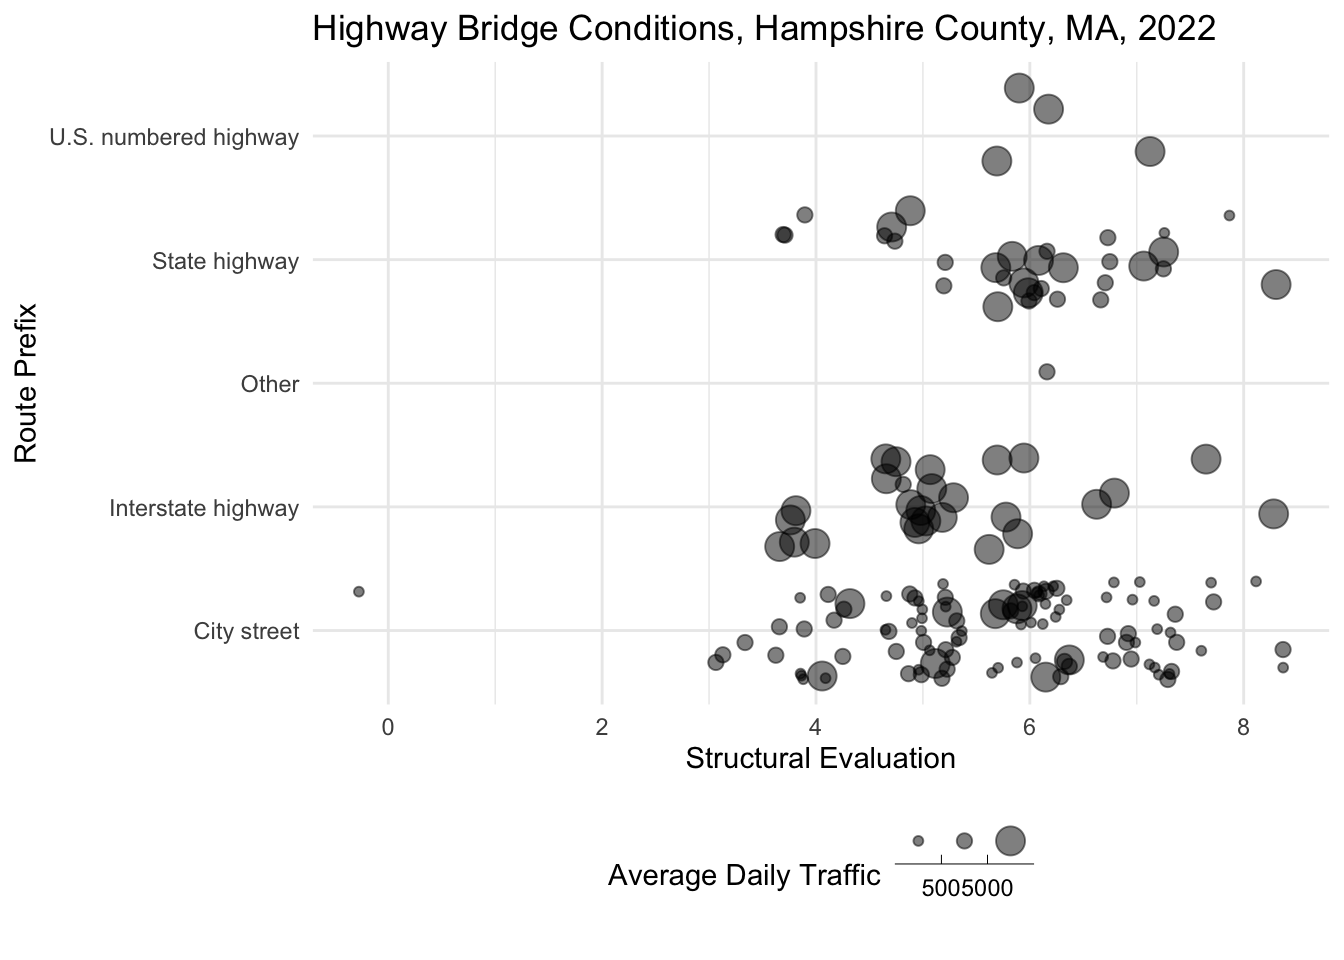 Highway Bridge Conditions, Hampshire County, MA, 2022
Route Prefix
U.S. numbered highway
State highway
Other
Interstate highway
City street
0 2 4 6 8
Structural Evaluation
Average Daily Traffic
5005000